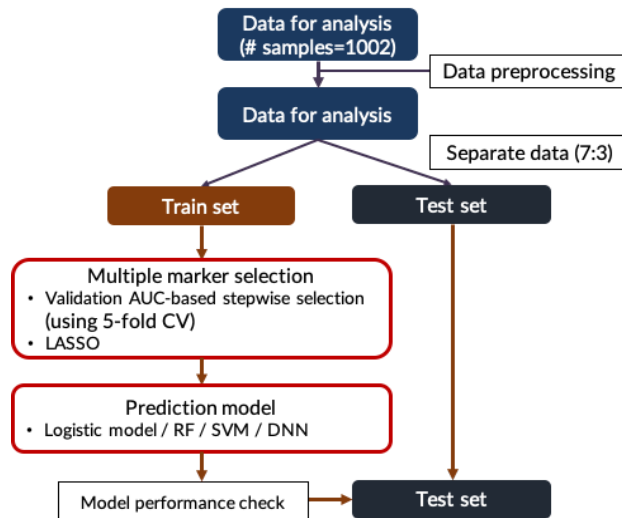 Data for analysis
(# samples=1002)
Data preprocessing
Data for analysis
Separate data (7:3)
Train set
Test set
Multiple marker selection
• Validation AUC-based stepwise selection
(using 5-fold CV)
• LASSO
Prediction model
• Logistic model / RF / SVM / DNN
Model performance check
Test set